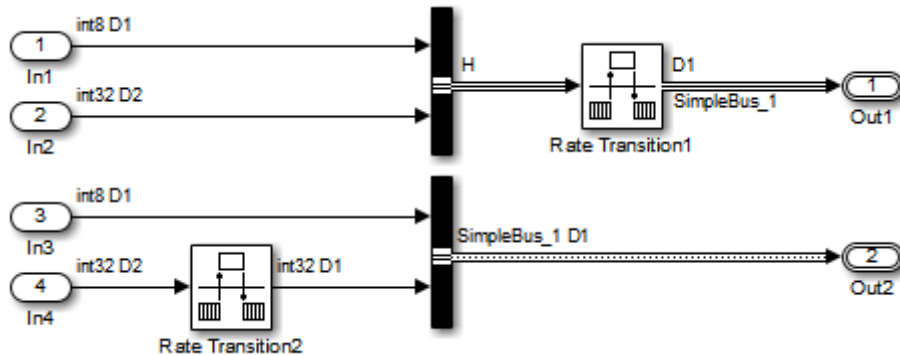 int8 D1
1
In1
H
D1
1
SimpleBus_1
Out1
int32 D2
2
In2
Rate Transition1
int8 D1
3
In3
SimpleBus_1 D1
2
Out2
int32 D2
int32 D1
4
In4
Rate Transition2